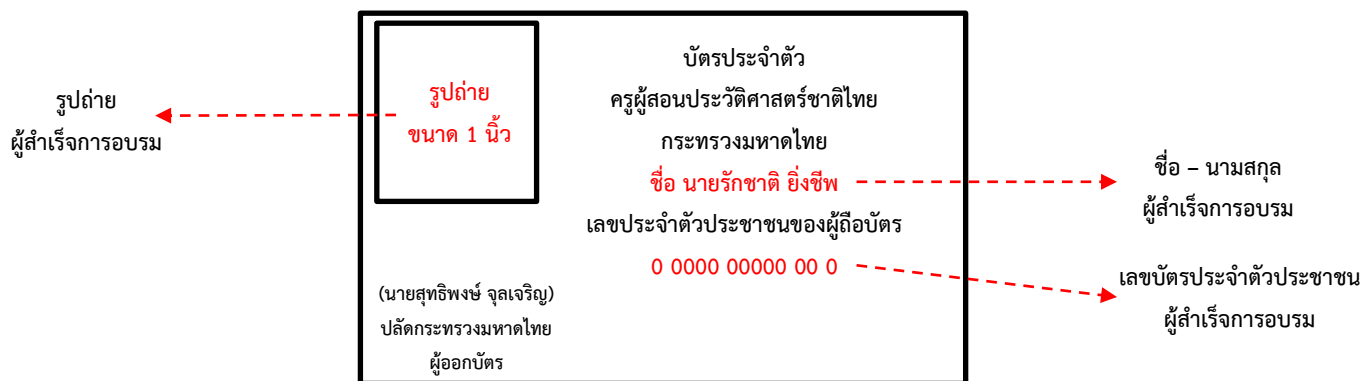 รูปถ่าย
ผู้สำเร็จการอบรม
รูปถ่าย
ขนาด 1 นิ้ว
บัตรประจำตัว
ครูผู้สอนประวัติศาสตร์ชาติไทย
กระทรวงมหาดไทย
ชื่อ นายรักชาติ ยิ่งชีพ
เลขประจำตัวประชาชนของผู้ถือบัตร
0 0000 00000 00 0
(นายสุทธิพงษ์ จุลเจริญ)
ปลัดกระทรวงมหาดไทย
ผู้ออกบัตร
ชื่อ – นามสกุล
ผู้สำเร็จการอบรม
เลขบัตรประจำตัวประชาชน
ผู้สำเร็จการอบรม